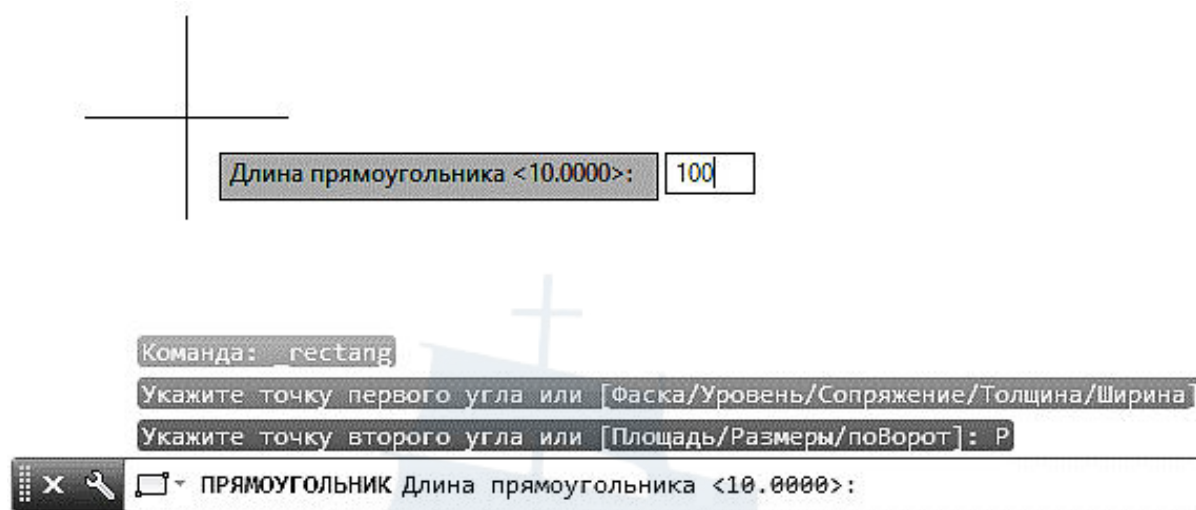 Длина прямоугольника <10.0000>: 100
Команда: _rectang
Укажите точку первого угла или [Фаска/Уровень/Сопряжение/Толщина/Ширина]
Укажите точку второго угла или [Площадь/Размеры/поВорот]: Р
ПРЯМОУГОЛЬНИК Длина прямоугольника <10.0000>: